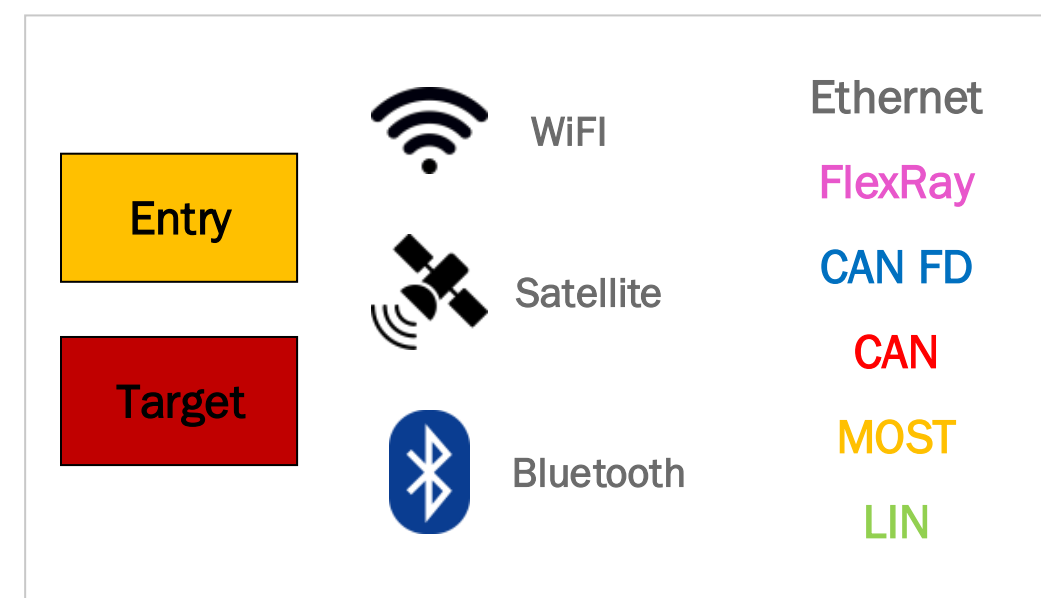 Entry
Target
WiFI
Satellite
Bluetooth
Ethernet
FlexRay
CAN FD
CAN
MOST
LIN